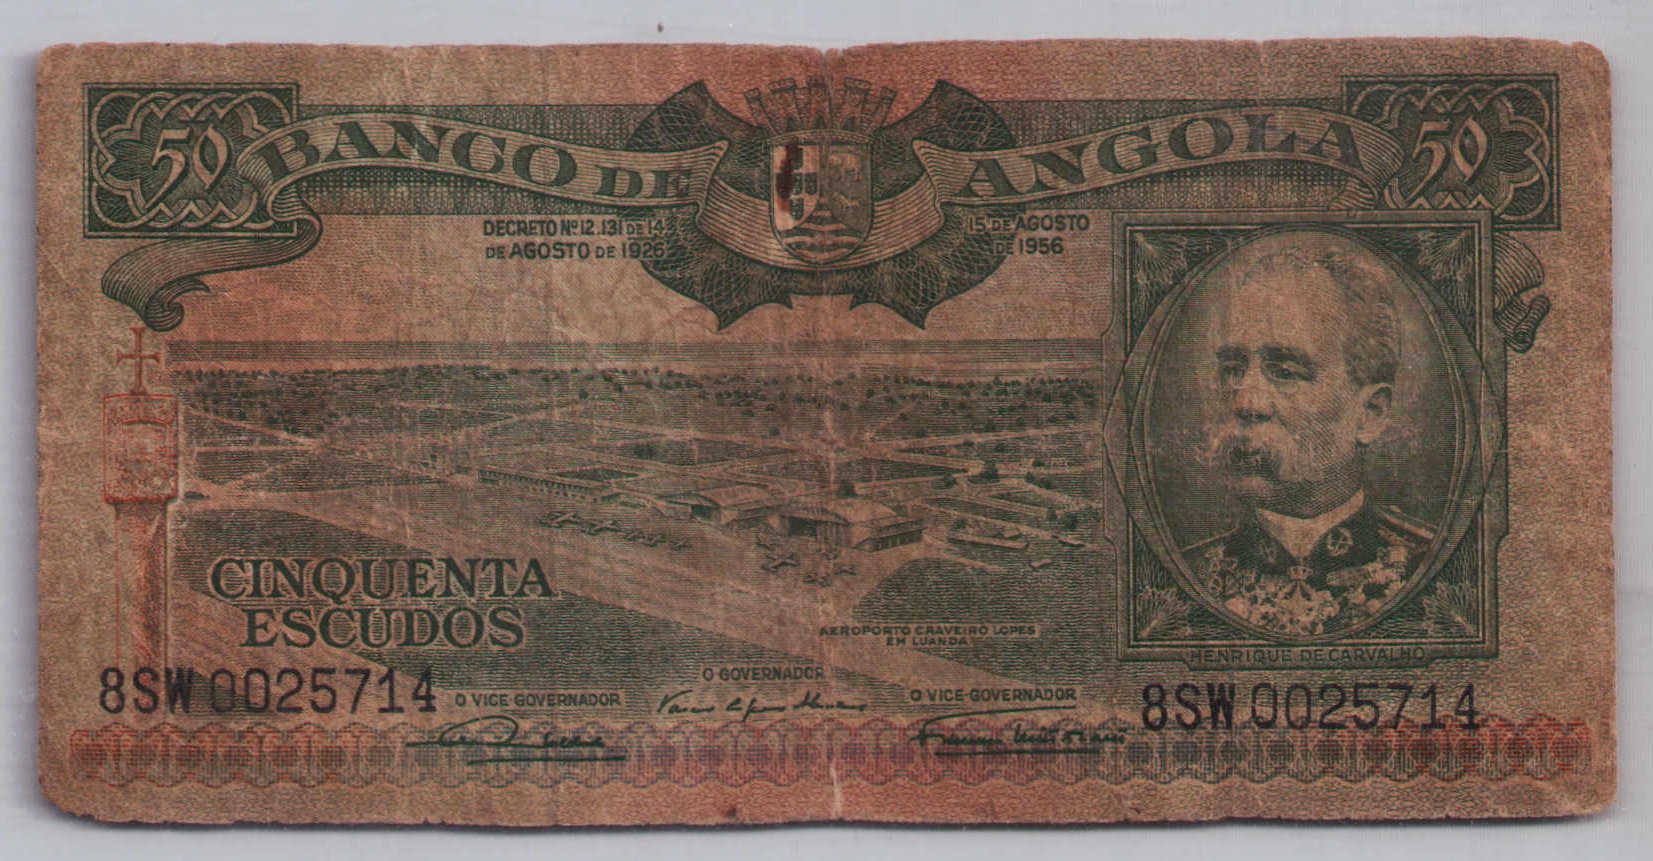 50 BANCO DE ANGOLA 50
DECRETO Nº 12.131 DE 14
DE AGOSTO DE 1926
15 DE AGOSTO
DE 1956
CINQUENTA
ESCUDOS
AEROPORTO CRAVEIRO LOPES
EM LUANDA
HENRIQUE DE CARVALHO
8SW 0025714
O VICE-GOVERNADOR
O GOVERNADOR
O VICE-GOVERNADOR
8SW 0025714